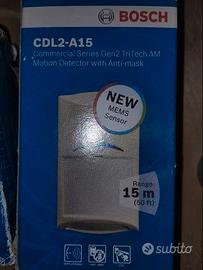 BOSCH
CDL2-A15
Commercial Series Gen2 TriTech AM
Motion Detector with Anti-mask
NEW
MEMS
Sensor
Range:
15 m
(50 ft)
subito